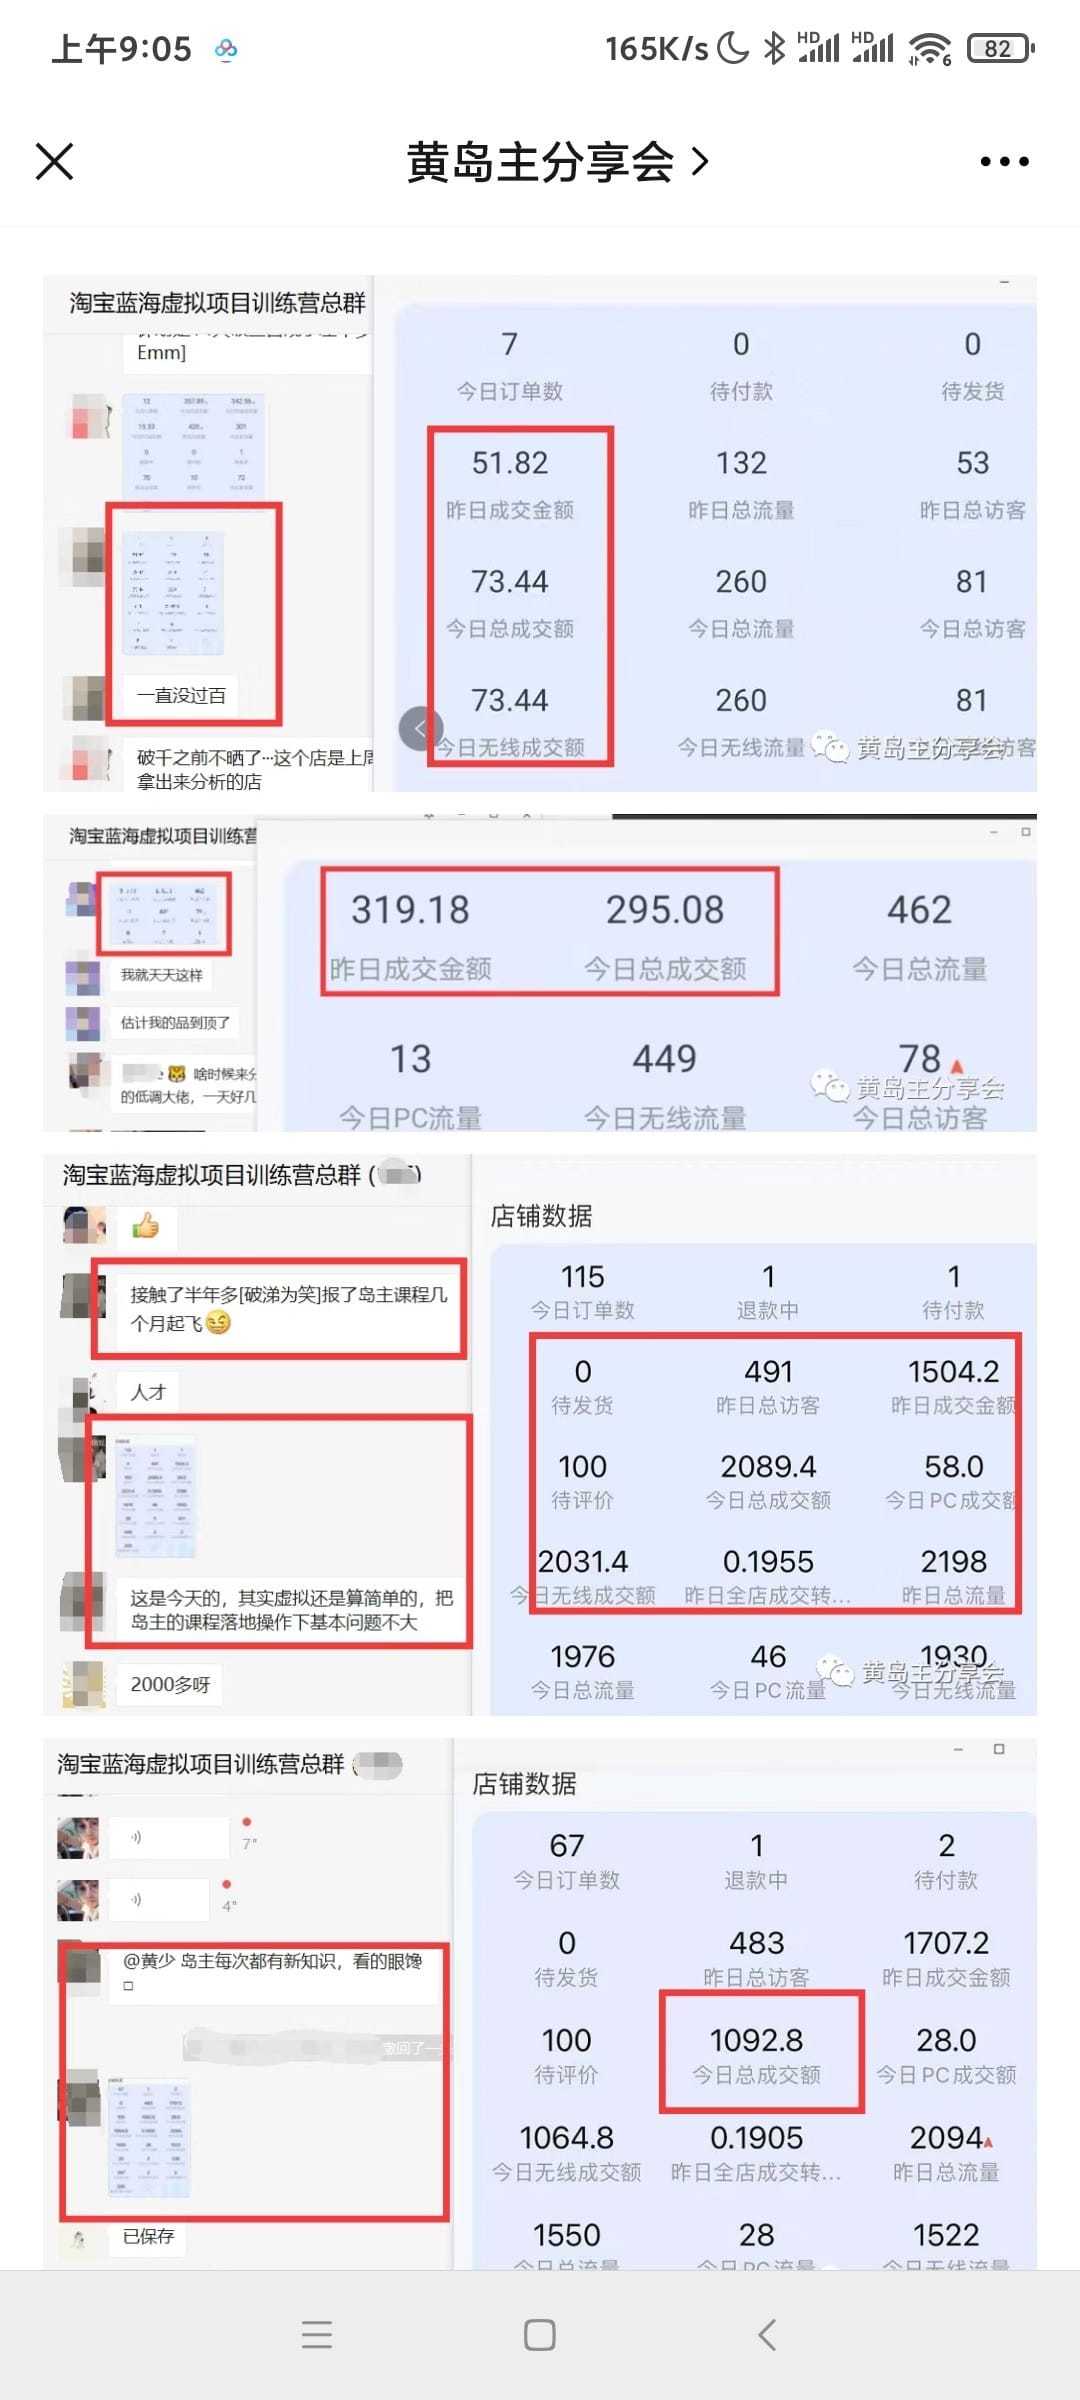 上午9:05
165K/s
HD
HD
6
82
黄岛主分享会
淘宝蓝海虚拟项目训练营总群
Emm]
一直没过百
破千之前不晒了···这个店是上周
拿出来分析的店
7
0
0
今日订单数
待付款
待发货
51.82
132
53
昨日成交金额
昨日总流量
昨日总访客
73.44
260
81
今日总成交额
今日总流量
今日总访客
73.44
260
81
今日无线成交额
今日无线流量
访客
黄岛主分享会
淘宝蓝海虚拟项目训练营
我就天天这样
估计我的品到顶了
啥时候来分
的低调大佬，一天好几
319.18
295.08
462
昨日成交金额
今日总成交额
今日总流量
13
449
78
今日PC流量
今日无线流量
今日总访客
黄岛主分享会
淘宝蓝海虚拟项目训练营总群
接触了半年多[破涕为笑]报了岛主课程几
个月起飞
人才
这是今天的，其实虚拟还是算简单的，把
岛主的课程落地操作下基本问题不大
2000多呀
店铺数据
115
1
1
今日订单数
退款中
待付款
0
491
1504.2
待发货
昨日总访客
昨日成交金额
100
2089.4
58.0
待评价
今日总成交额
今日PC成交额
2031.4
0.1955
2198
今日无线成交额
昨日全店成交转...
昨日总流量
1976
46
1930
今日总流量
今日PC流量
今日无线流量
黄岛主分享会
淘宝蓝海虚拟项目训练营总群
7"
4"
@黄少 岛主每次都有新知识，看的眼馋
撤回了一
已保存
店铺数据
67
1
2
今日订单数
退款中
待付款
0
483
1707.2
待发货
昨日总访客
昨日成交金额
100
1092.8
28.0
待评价
今日总成交额
今日PC成交额
1064.8
0.1905
2094
今日无线成交额
昨日全店成交转...
昨日总流量
1550
28
1522
今日总流量
今日PC流量
今日无线流量